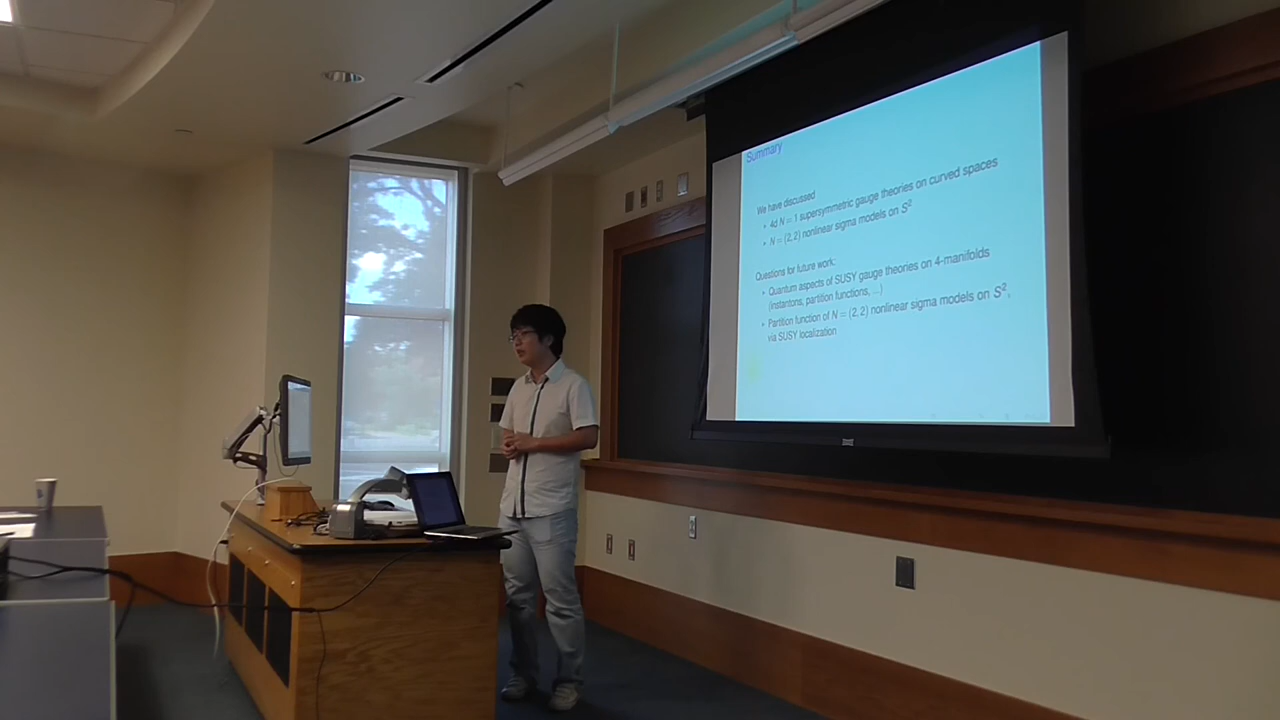 Summary
We have discussed
4d N = 1 supersymmetric gauge theories on curved spaces
N = (2, 2) nonlinear sigma models on S²
Questions for future work:
Quantum aspects of SUSY gauge theories on 4-manifolds
(instantons, partition functions, ...)
Partition function of N = (2, 2) nonlinear sigma models on S²,
via SUSY localization